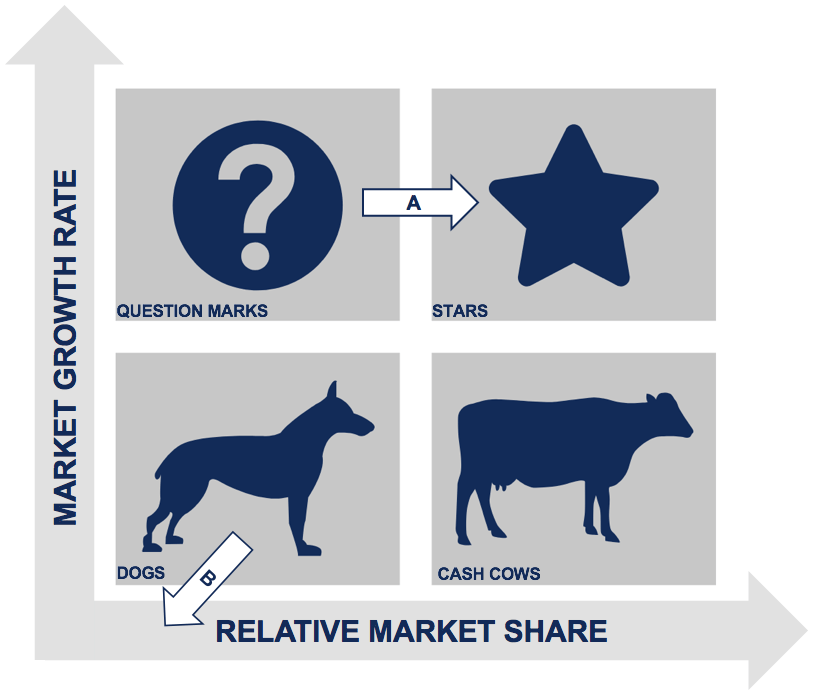 MARKET GROWTH RATE
?
A
QUESTION MARKS
STARS
DOGS
B
CASH COWS
RELATIVE MARKET SHARE